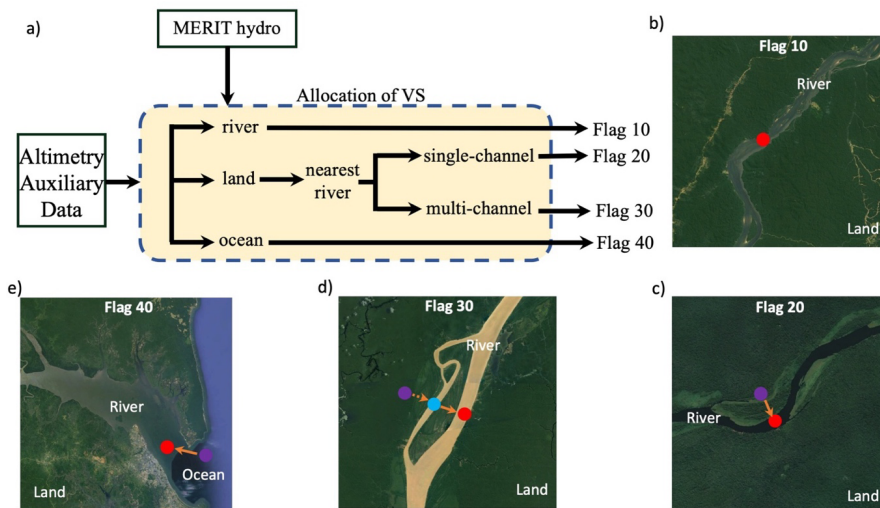 a)
MERIT hydro
Allocation of VS
Altimetry
Auxiliary
Data
river
land
nearest
river
single-channel
multi-channel
ocean
Flag 10
Flag 20
Flag 30
Flag 40
b)
Flag 10
River
Land
e)
Flag 40
River
Ocean
Land
d)
Flag 30
River
Land
c)
Flag 20
River
Land